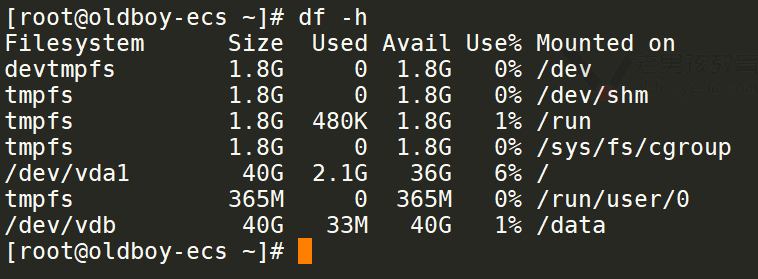 [root@oldboy-ecs ~]# df -h
Filesystem      Size  Used Avail Use% Mounted on
devtmpfs        1.8G     0  1.8G   0% /dev
tmpfs           1.8G     0  1.8G   0% /dev/shm
tmpfs           1.8G  480K  1.8G   1% /run
tmpfs           1.8G     0  1.8G   0% /sys/fs/cgroup
/dev/vda1        40G  2.1G   36G   6% /
tmpfs           365M     0  365M   0% /run/user/0
/dev/vdb         40G   33M   40G   1% /data
[root@oldboy-ecs ~]#